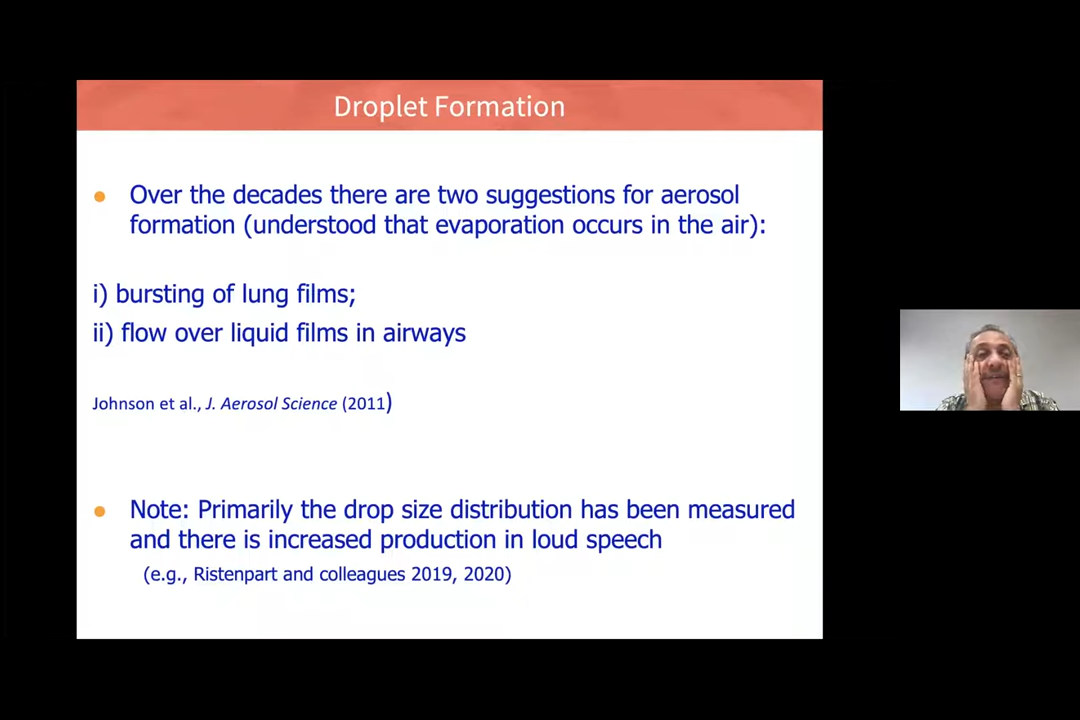 Droplet Formation
Over the decades there are two suggestions for aerosol
formation (understood that evaporation occurs in the air):
i) bursting of lung films;
ii) flow over liquid films in airways
Johnson et al., J. Aerosol Science (2011)
Note: Primarily the drop size distribution has been measured
and there is increased production in loud speech
(e.g., Ristenpart and colleagues 2019, 2020)